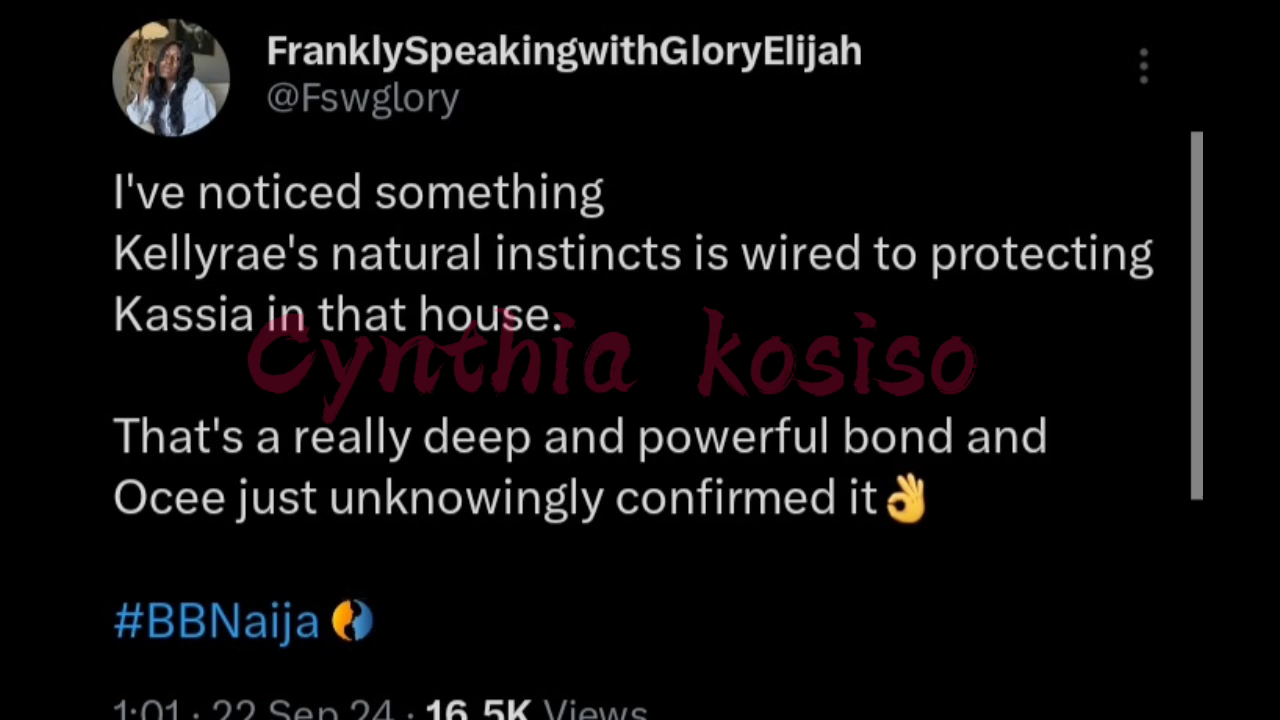 FranklySpeakingwithGloryElijah
@Fswglory
I've noticed something
Kellyrae's natural instincts is wired to protecting
Kassia in that house.
Cynthia kosiso
That's a really deep and powerful bond and
Ocee just unknowingly confirmed it👌
#BBNaija
1:01 · 22 Sep 24 · 16.5K Views